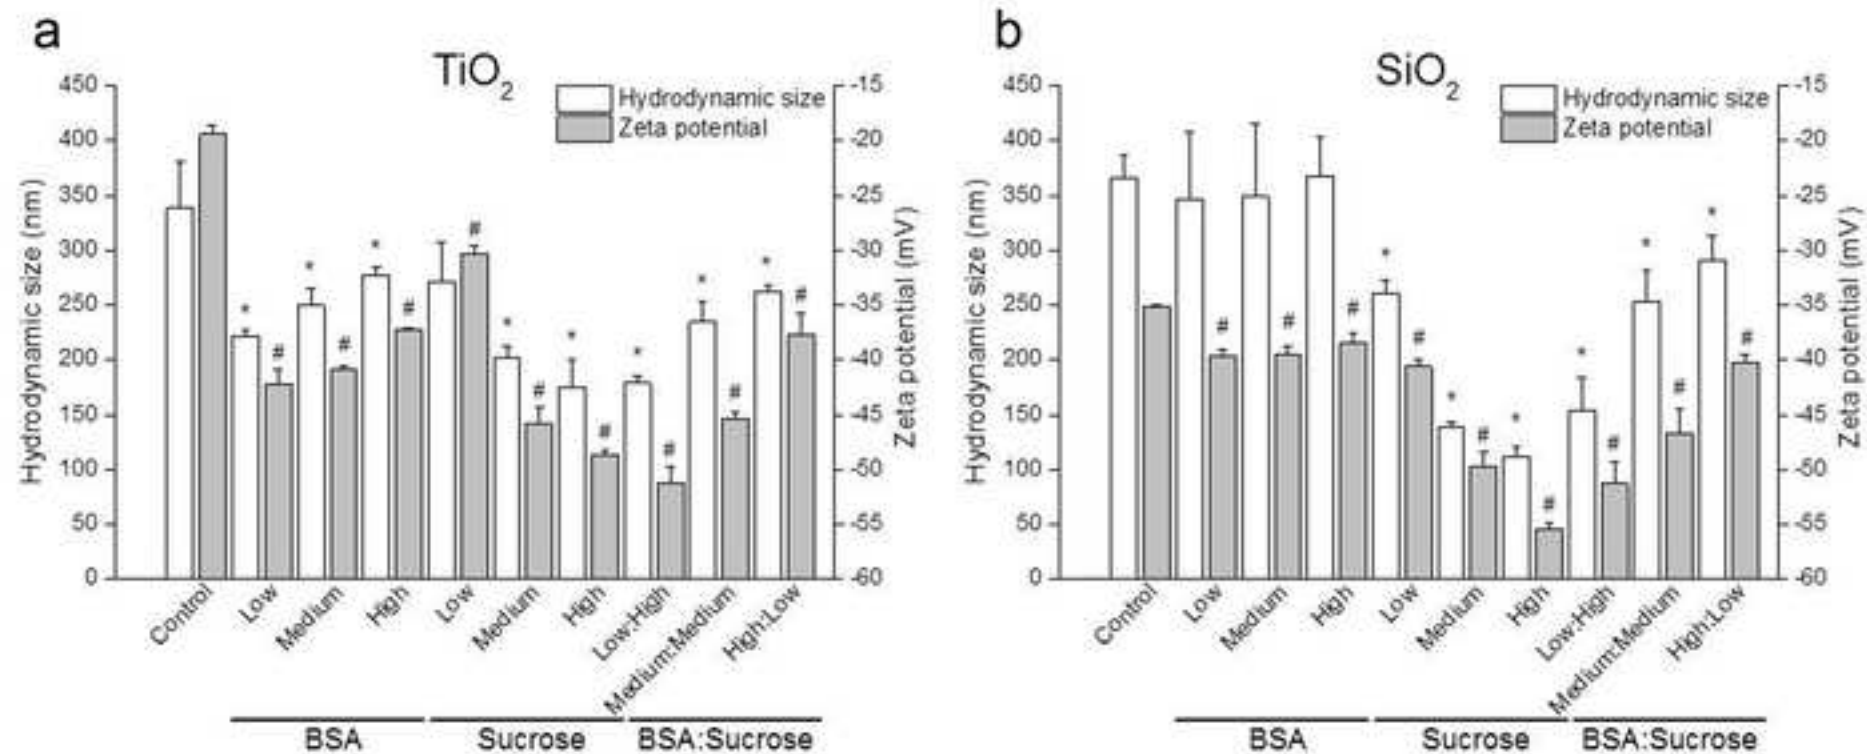 a
TiO2
Hydrodynamic size
Zeta potential
Hydrodynamic size (nm)
450
400
350
300
250
200
150
100
50
0
-15
-20
-25
-30
-35
-40
-45
-50
-55
-60
Zeta potential (mV)
* # * # * # # * # * # * # * # * #
Control
Low
Medium
High
Low
Medium
High
Low:High
Medium:Medium
High:Low
BSA
Sucrose
BSA:Sucrose
b
SiO2
Hydrodynamic size
Zeta potential
Hydrodynamic size (nm)
450
400
350
300
250
200
150
100
50
0
-15
-20
-25
-30
-35
-40
-45
-50
-55
-60
Zeta potential (mV)
# # # * # * # * # * # * # * #
Control
Low
Medium
High
Low
Medium
High
Low:High
Medium:Medium
High:Low
BSA
Sucrose
BSA:Sucrose